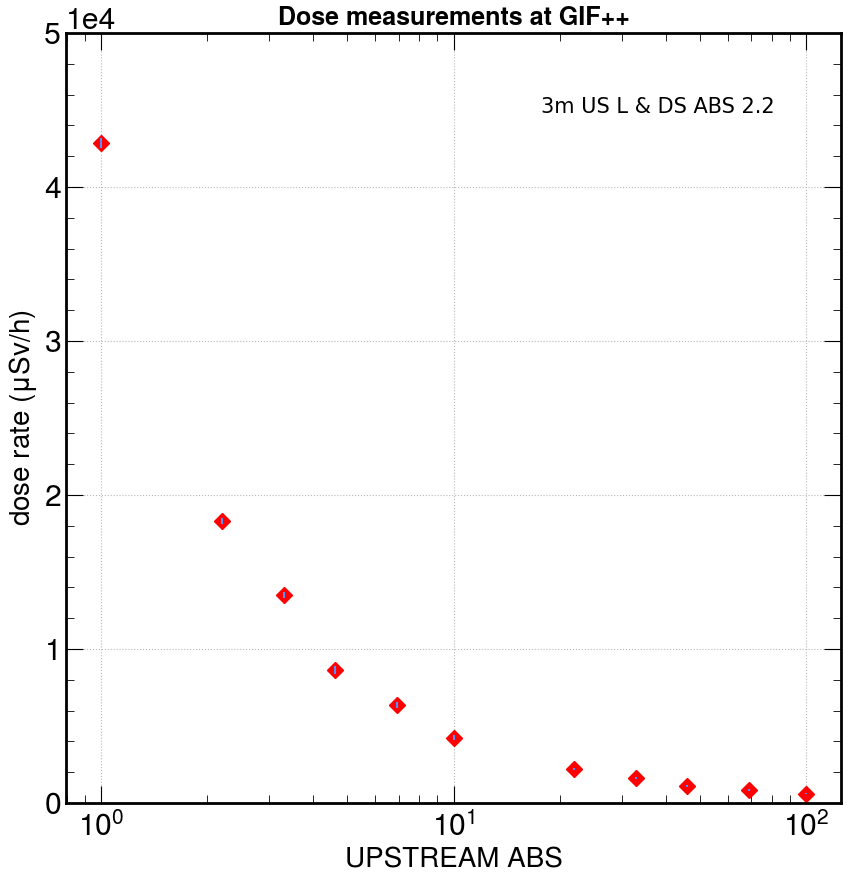 Dose measurements at GIF++
1e4
3m US L & DS ABS 2.2
5
4
3
2
1
0
dose rate (μSv/h)
10⁰ 10¹ 10²
UPSTREAM ABS